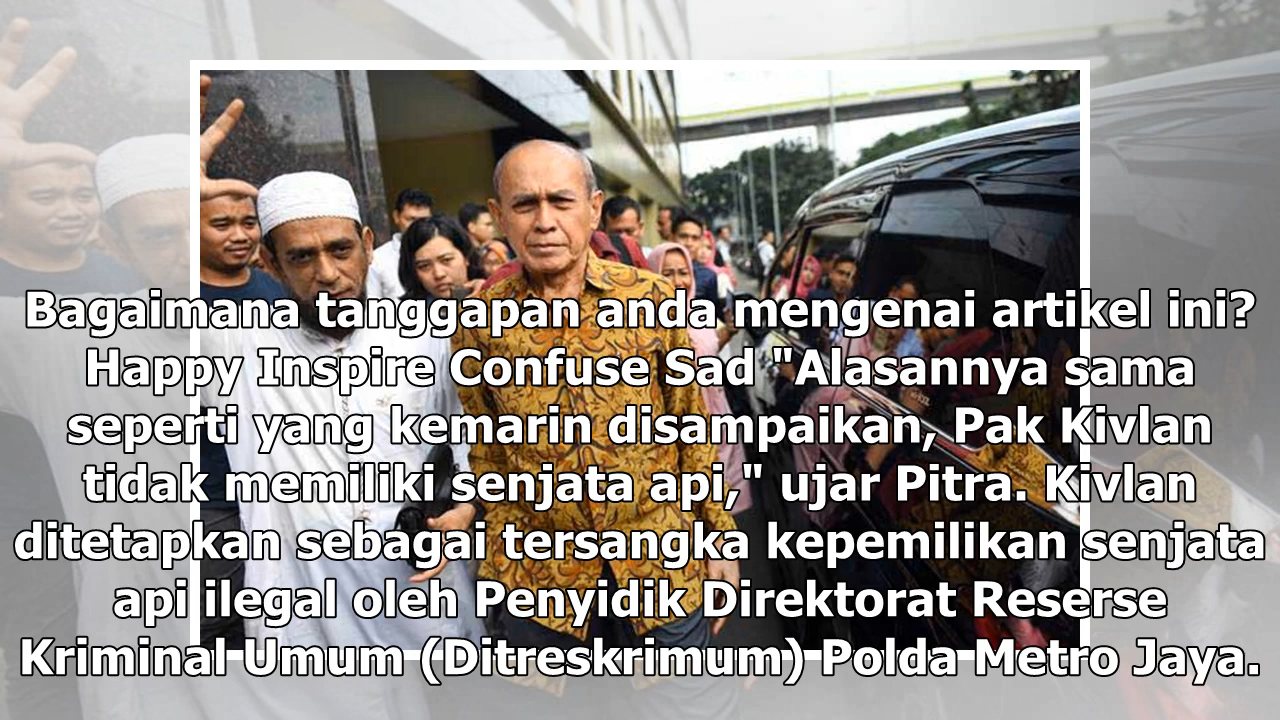 Bagaimana tanggapan anda mengenai artikel ini?
Happy Inspire Confuse Sad "Alasannya sama
seperti yang kemarin disampaikan, Pak Kivlan
tidak memiliki senjata api," ujar Pitra. Kivlan
ditetapkan sebagai tersangka kepemilikan senjata
api ilegal oleh Penyidik Direktorat Reserse
Kriminal Umum (Ditreskrimum) Polda Metro Jaya.